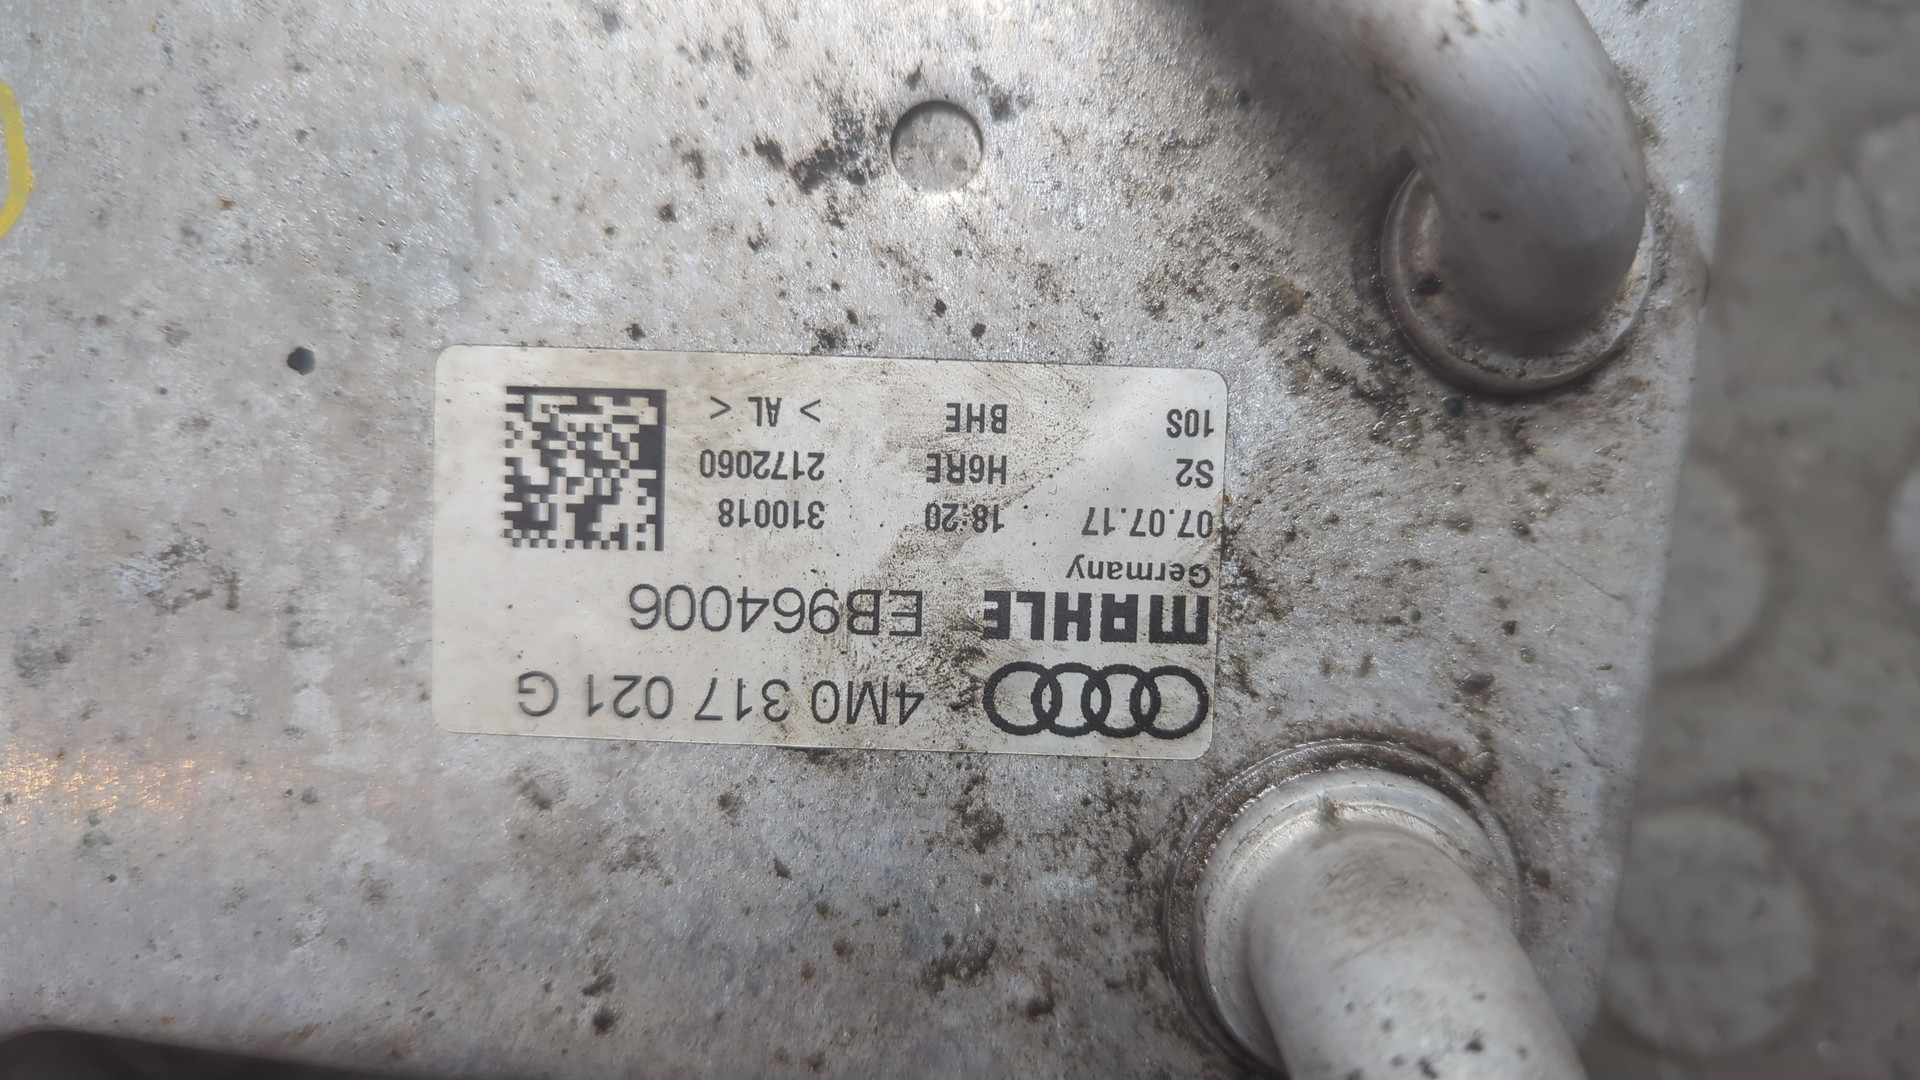 4M0 317 021 G
MAHLE EB964006
Germany
07.07.17 18:20 310018
S2 H6RE 2172060
10S BHE > AL <